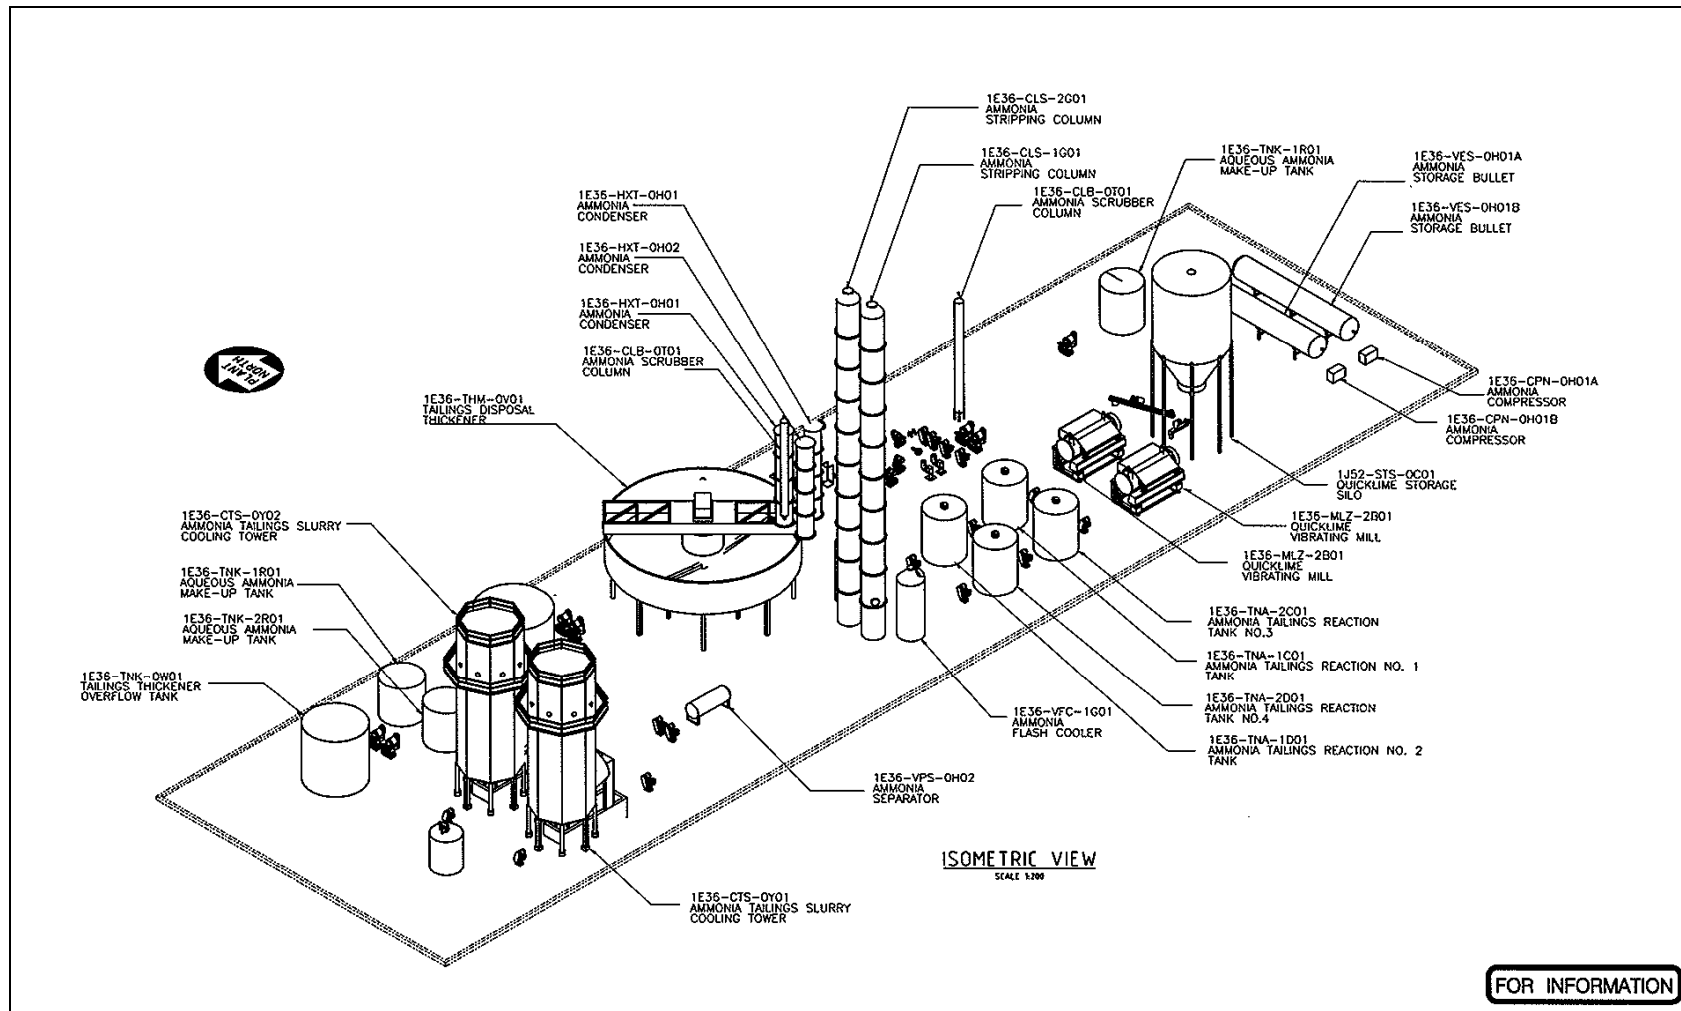 1E36-CLS-2G01
AMMONIA
STRIPPING COLUMN
1E36-CLS-1G01
AMMONIA
STRIPPING COLUMN
1E36-CLB-0T01
AMMONIA SCRUBBER
COLUMN
1E36-TNK-1R01
AQUEOUS AMMONIA
MAKE-UP TANK
1E36-VES-0H01A
AMMONIA
STORAGE BULLET
1E36-VES-0H01B
AMMONIA
STORAGE BULLET
1E36-HXT-0H01
AMMONIA
CONDENSER
1E36-HXT-0H02
AMMONIA
CONDENSER
1E36-HXT-0H01
AMMONIA
CONDENSER
1E36-CLB-0T01
AMMONIA SCRUBBER
COLUMN
PLANT
NORTH
1E36-THM-0V01
TAILINGS DISPOSAL
THICKENER
1E36-CPN-0H01A
AMMONIA
COMPRESSOR
1E36-CPN-0H01B
AMMONIA
COMPRESSOR
1J52-STS-0C01
QUICKLIME STORAGE
SILO
1E36-MLZ-2B01
QUICKLIME
VIBRATING MILL
1E36-MLZ-2B01
QUICKLIME
VIBRATING MILL
1E36-CTS-0Y02
AMMONIA TAILINGS SLURRY
COOLING TOWER
1E36-TNK-1R01
AQUEOUS AMMONIA
MAKE-UP TANK
1E36-TNK-2R01
AQUEOUS AMMONIA
MAKE-UP TANK
1E36-TNK-0W01
TAILINGS THICKENER
OVERFLOW TANK
1E36-TNA-2C01
AMMONIA TAILINGS REACTION
TANK NO.3
1E36-TNA-1C01
AMMONIA TAILINGS REACTION NO. 1
TANK
1E36-TNA-2D01
AMMONIA TAILINGS REACTION
TANK NO.4
1E36-TNA-1D01
AMMONIA TAILINGS REACTION NO. 2
TANK
1E36-VFC-1G01
AMMONIA
FLASH COOLER
1E36-VPS-0H02
AMMONIA
SEPARATOR
ISOMETRIC VIEW
SCALE 1:200
1E36-CTS-0Y01
AMMONIA TAILINGS SLURRY
COOLING TOWER
FOR INFORMATION